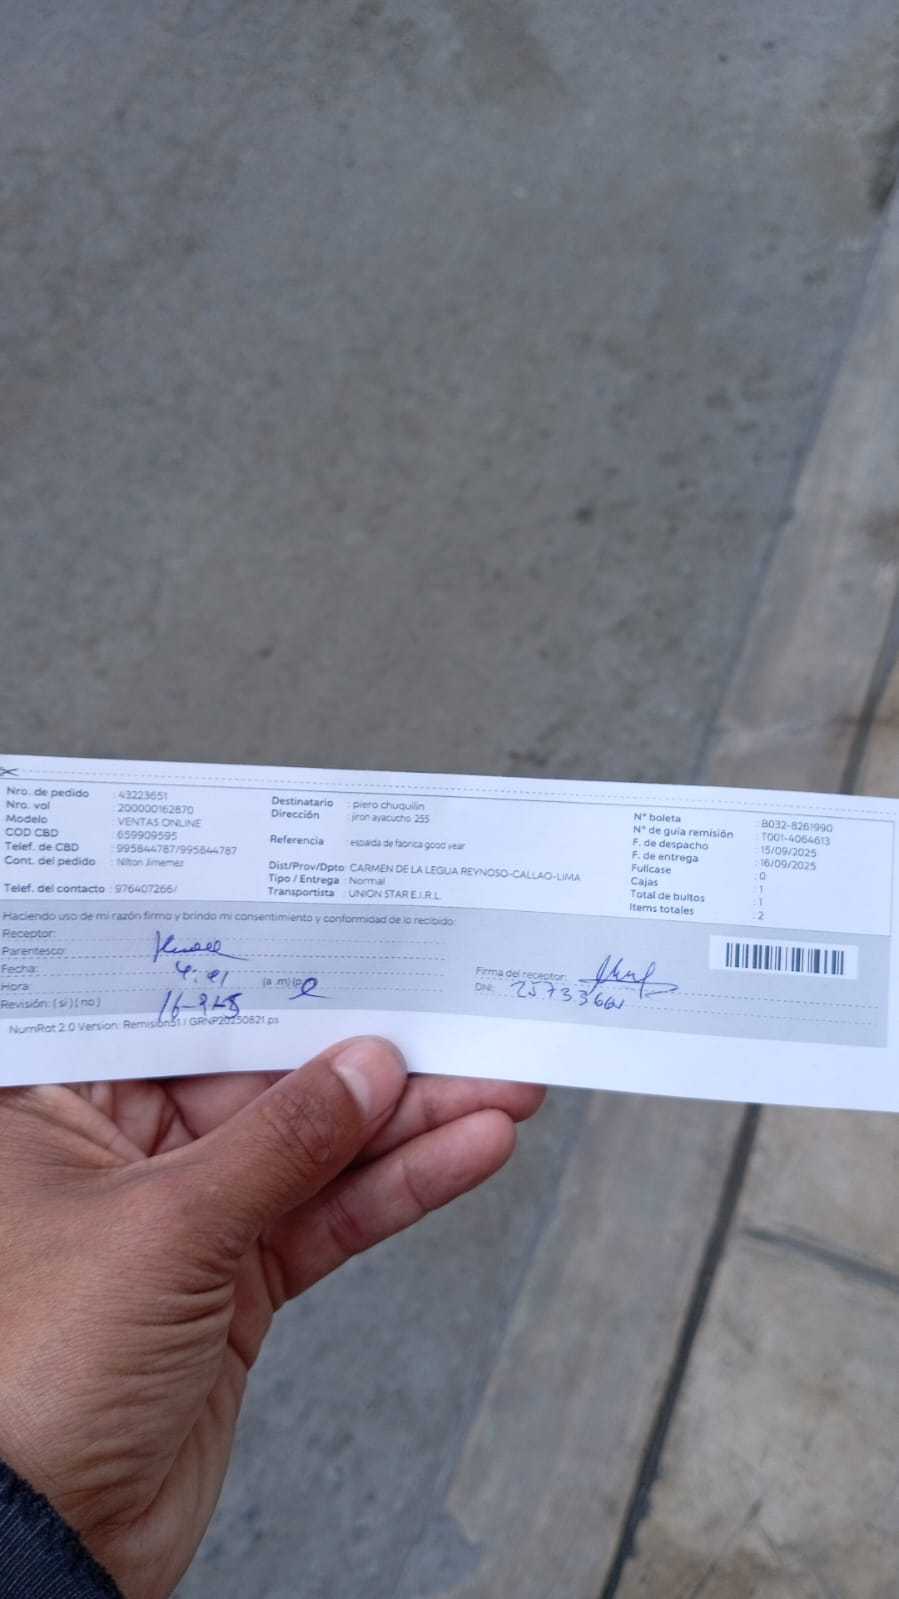 Nro. de pedido : 43223651
Nro. vol : 200000162870
Modelo : VENTAS ONLINE
COD CBD : 659909595
Telef. de CBD : 995844787/995844787
Cont. del pedido : Nilton Jimemez
Telef. del contacto : 976407266/
Destinatario : piero chuquilin
Dirección : jiron ayacucho 255
Referencia : espalda de fabrica good year
Dist/Prov/Dpto: CARMEN DE LA LEGUA REYNOSO-CALLAO-LIMA
Tipo / Entrega : Normal
Transportista : UNION STAR E.I.R.L.
N° boleta : B032-8261990
N° de guía remisión : T001-4064613
F. de despacho : 15/09/2025
F. de entrega : 16/09/2025
Fullcase : 0
Cajas : 1
Total de bultos : 1
Items totales : 2
Haciendo uso de mi razón firmo y brindo mi consentimiento y conformidad de lo recibido:
Receptor:
Parentesco:
Fecha:
Hora: (a .m) (p
Revisión: ( si ) ( no )
Firma del receptor:
DNI:
NumRot 2.0 Version: Remision51 / GRNP20250821.ps